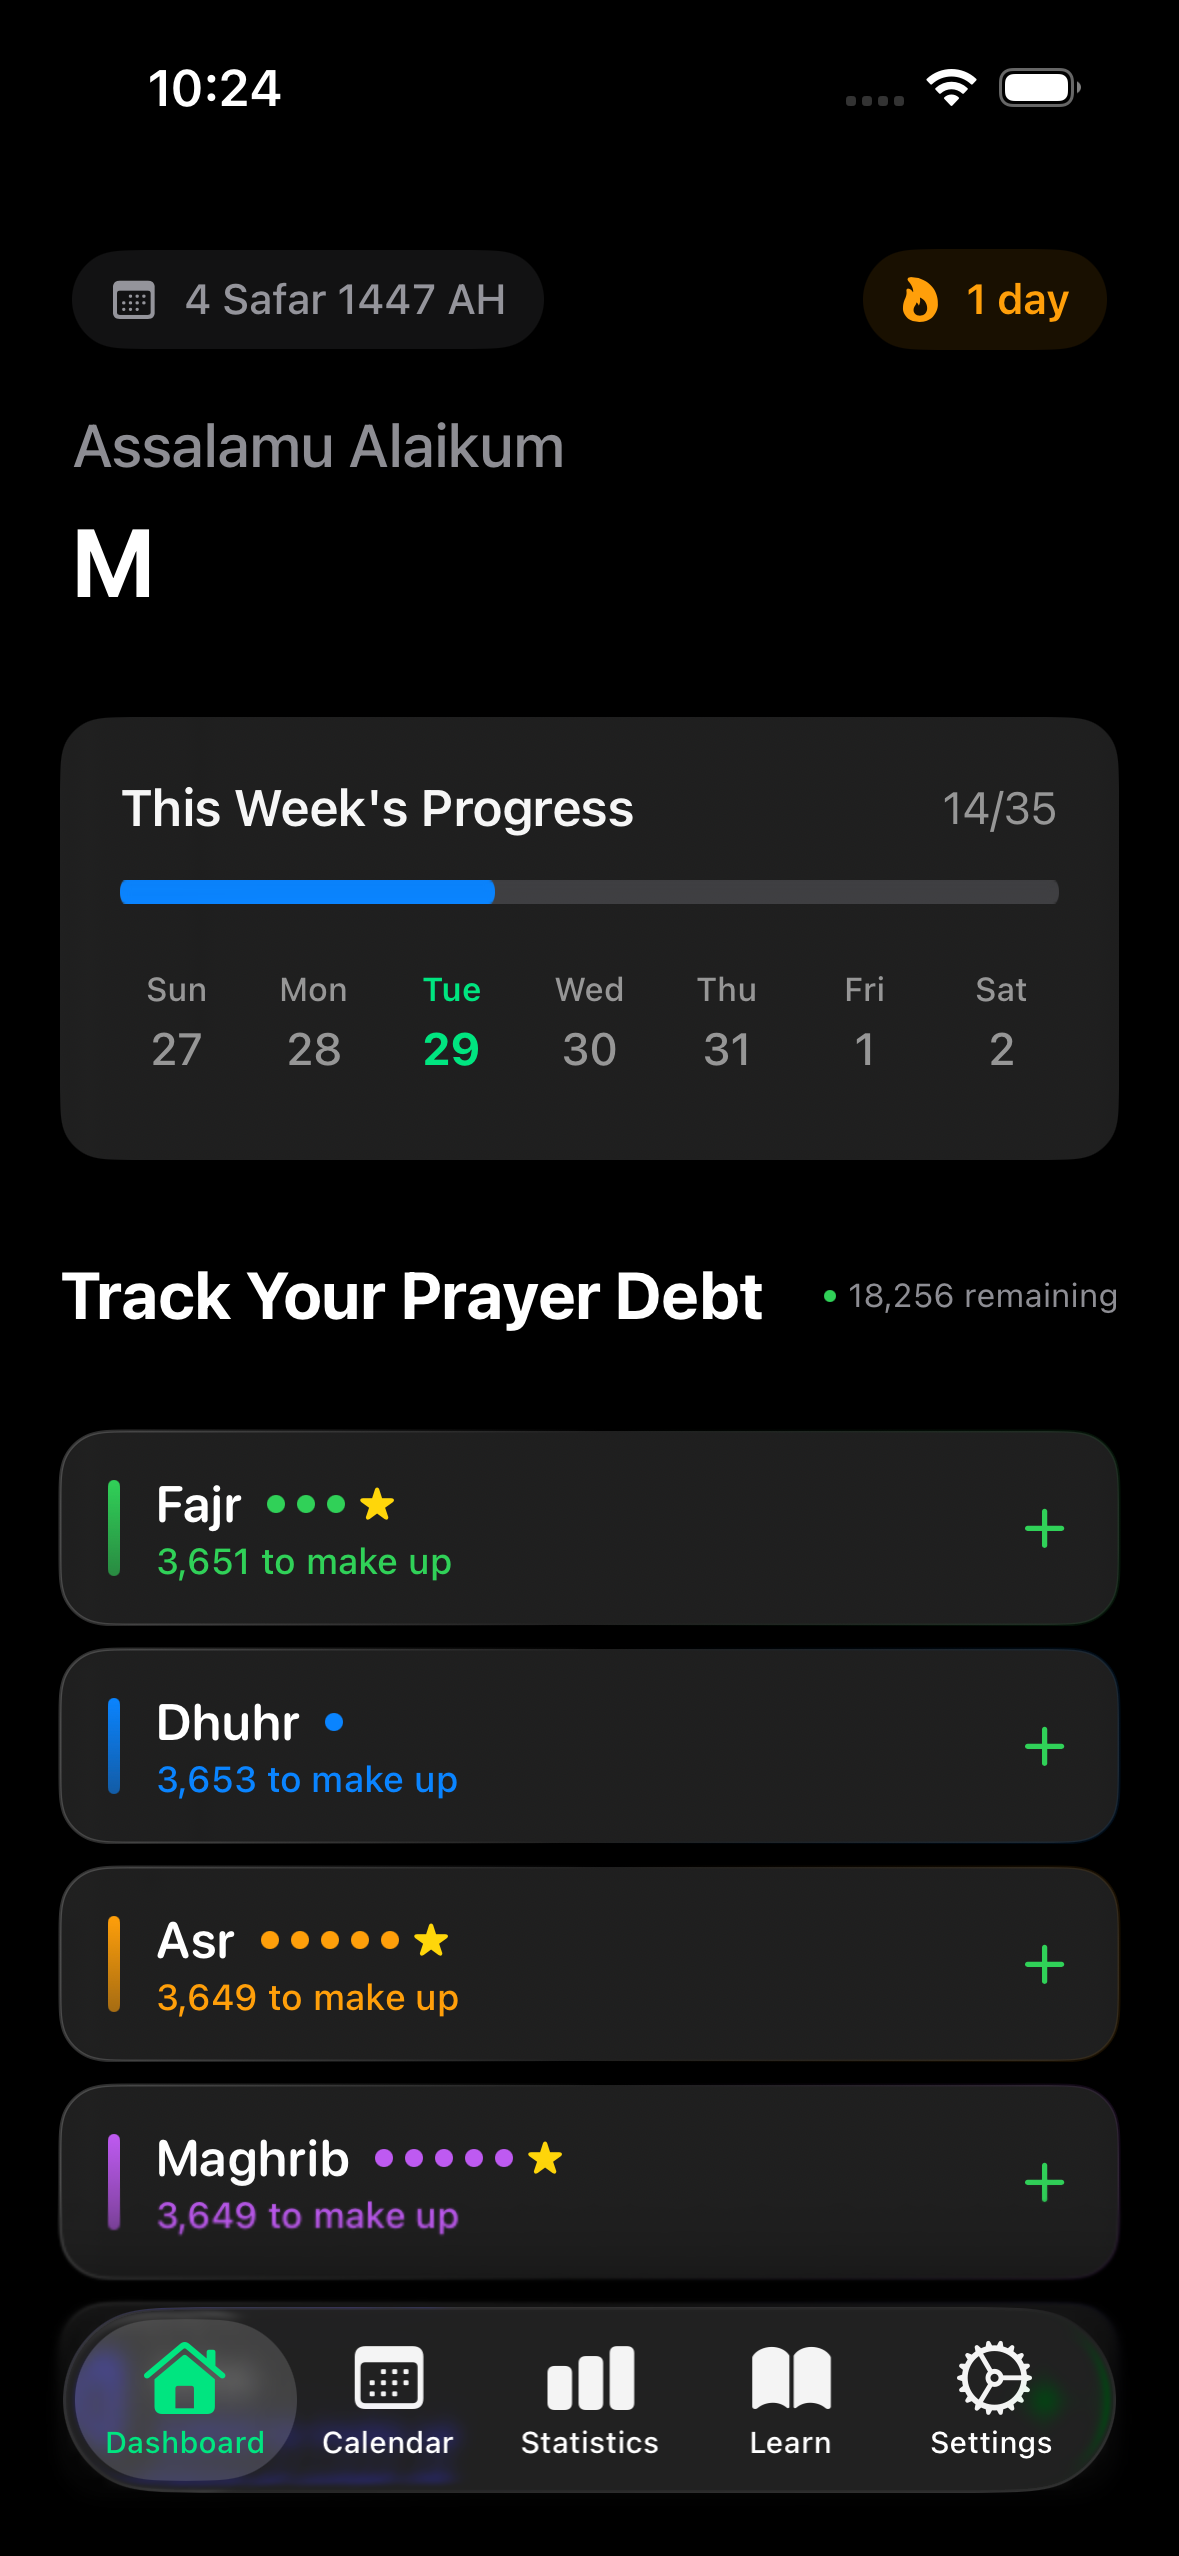 10:24
4 Safar 1447 AH
1 day
Assalamu Alaikum
M
This Week's Progress
14/35
Sun Mon Tue Wed Thu Fri Sat
27 28 29 30 31 1 2
Track Your Prayer Debt
18,256 remaining
Fajr
3,651 to make up
Dhuhr
3,653 to make up
Asr
3,649 to make up
Maghrib
3,649 to make up
Dashboard Calendar Statistics Learn Settings